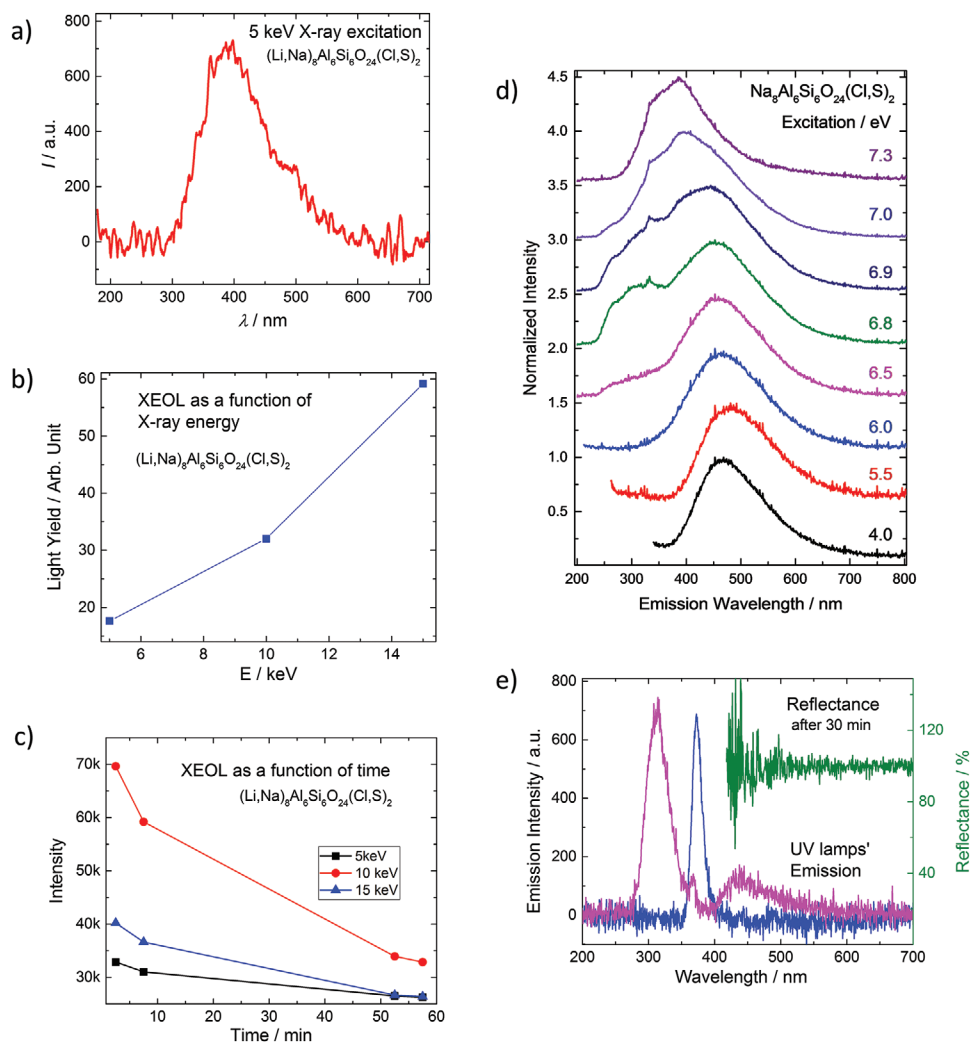 a)
5 keV X-ray excitation
(Li,Na)₈Al₆Si₆O₂₄(Cl,S)₂
800
600
400
200
0
I / a.u.
200 300 400 500 600 700
λ / nm
b)
XEOL as a function of
X-ray energy
(Li,Na)₈Al₆Si₆O₂₄(Cl,S)₂
60
50
40
30
20
Light Yield / Arb. Unit
6 8 10 12 14
E / keV
c)
XEOL as a function of time
(Li,Na)₈Al₆Si₆O₂₄(Cl,S)₂
70k
60k
50k
40k
30k
Intensity
5keV
10 keV
15 keV
10 20 30 40 50 60
Time / min
d)
Na₈Al₆Si₆O₂₄(Cl,S)₂
Excitation / eV
4.5
4.0
3.5
3.0
2.5
2.0
1.5
1.0
0.5
Normalized Intensity
7.3
7.0
6.9
6.8
6.5
6.0
5.5
4.0
200 300 400 500 600 700 800
Emission Wavelength / nm
e)
Reflectance
after 30 min
UV lamps'
Emission
800
600
400
200
0
Emission Intensity / a.u.
120
80
40
Reflectance / %
200 300 400 500 600 700
Wavelength / nm